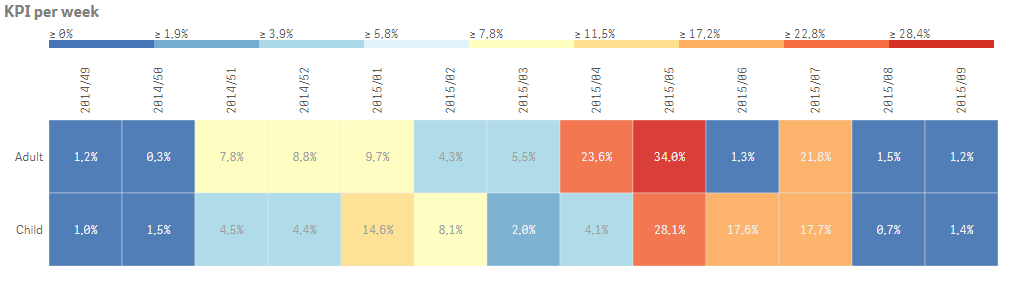 KPI per week
≥ 0% ≥ 1,9% ≥ 3,9% ≥ 5,8% ≥ 7,8% ≥ 11,5% ≥ 17,2% ≥ 22,8% ≥ 28,4%
2014/49 2014/50 2014/51 2014/52 2015/01 2015/02 2015/03 2015/04 2015/05 2015/06 2015/07 2015/08 2015/09
Adult 1,2% 0,3% 7,8% 8,8% 9,7% 4,3% 5,5% 23,6% 34,0% 1,3% 21,8% 1,5% 1,2%
Child 1,0% 1,5% 4,5% 4,4% 14,6% 8,1% 2,0% 4,1% 28,1% 17,6% 17,7% 0,7% 1,4%